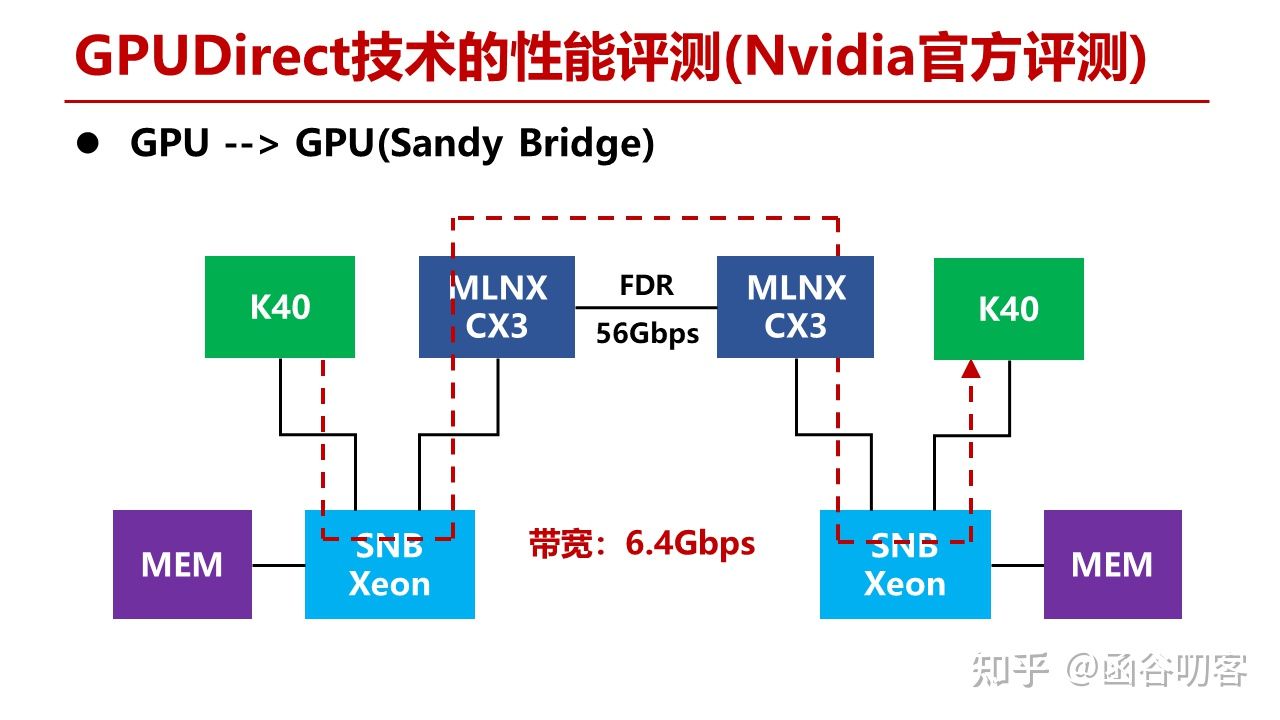 GPUDirect技术的性能评测(Nvidia官方评测)
● GPU --> GPU(Sandy Bridge)
K40
MLNX
CX3
FDR
56Gbps
MLNX
CX3
K40
MEM
SNB
Xeon
带宽：6.4Gbps
SNB
Xeon
MEM
知乎 @函谷叨客